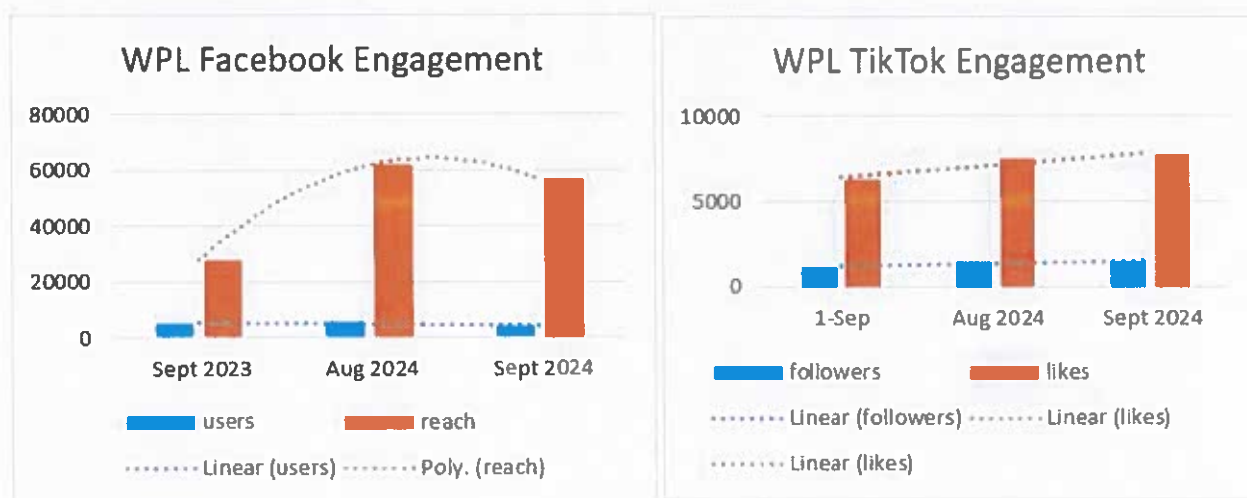 WPL Facebook Engagement
80000
60000
40000
20000
0
Sept 2023 Aug 2024 Sept 2024
users reach
Linear (users) Poly. (reach)
WPL TikTok Engagement
10000
5000
0
1-Sep Aug 2024 Sept 2024
followers likes
Linear (followers) Linear (likes)
Linear (likes)